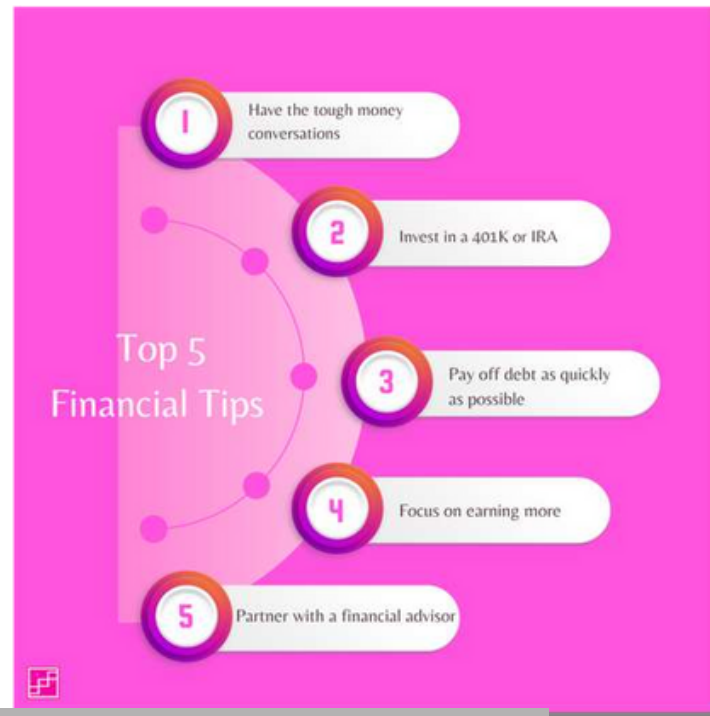 Top 5
Financial Tips
1
Have the tough money
conversations
2
Invest in a 401K or IRA
3
Pay off debt as quickly
as possible
4
Focus on earning more
5
Partner with a financial advisor